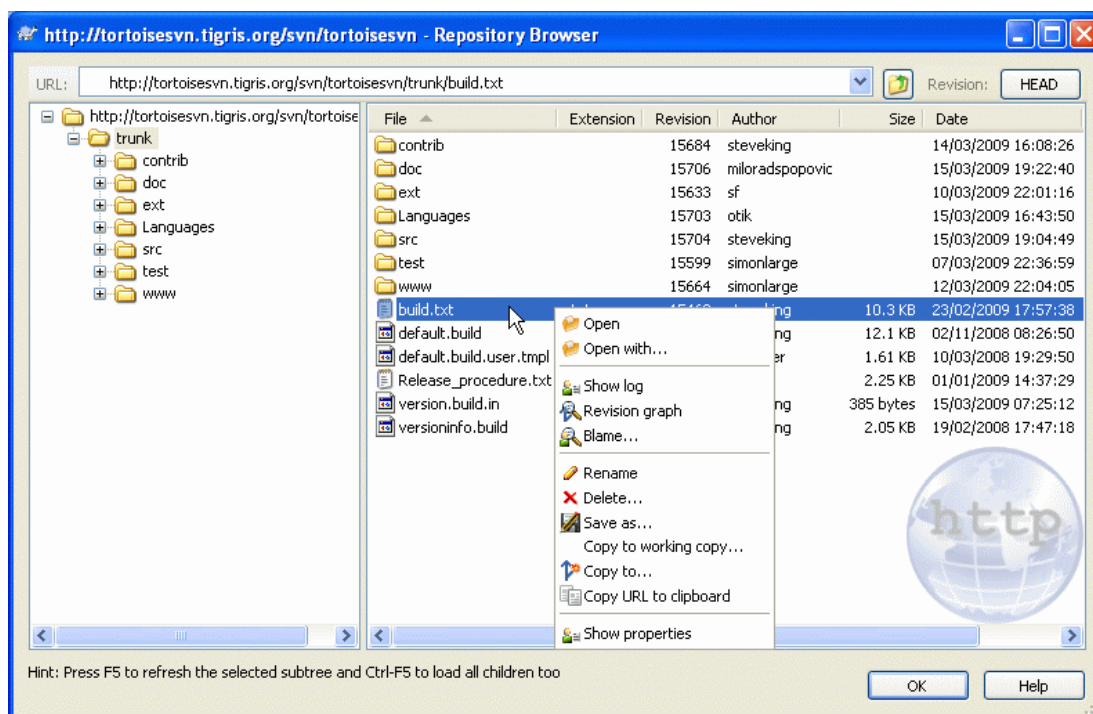 http://tortoisesvn.tigris.org/svn/tortoisesvn - Repository Browser
URL: http://tortoisesvn.tigris.org/svn/tortoisesvn/trunk/build.txt Revision: HEAD
http://tortoisesvn.tigris.org/svn/tortoise
trunk
contrib
doc
ext
Languages
src
test
www
File Extension Revision Author Size Date
contrib 15684 steveking 14/03/2009 16:08:26
doc 15706 miloradspopovic 15/03/2009 19:22:40
ext 15633 sf 10/03/2009 22:01:16
Languages 15703 otik 15/03/2009 16:43:50
src 15704 steveking 15/03/2009 19:04:49
test 15599 simonlarge 07/03/2009 22:36:59
www 15664 simonlarge 12/03/2009 22:04:05
build.txt 10.3 KB 23/02/2009 17:57:38
default.build ng 12.1 KB 02/11/2008 08:26:50
default.build.user.tmpl er 1.61 KB 10/03/2008 19:29:50
Release_procedure.txt 2.25 KB 01/01/2009 14:37:29
version.build.in ng 385 bytes 15/03/2009 07:25:12
versioninfo.build ng 2.05 KB 19/02/2008 17:47:18
Open
Open with...
Show log
Revision graph
Blame...
Rename
Delete...
Save as...
Copy to working copy...
Copy to...
Copy URL to clipboard
Show properties
http
Hint: Press F5 to refresh the selected subtree and Ctrl-F5 to load all children too
OK Help